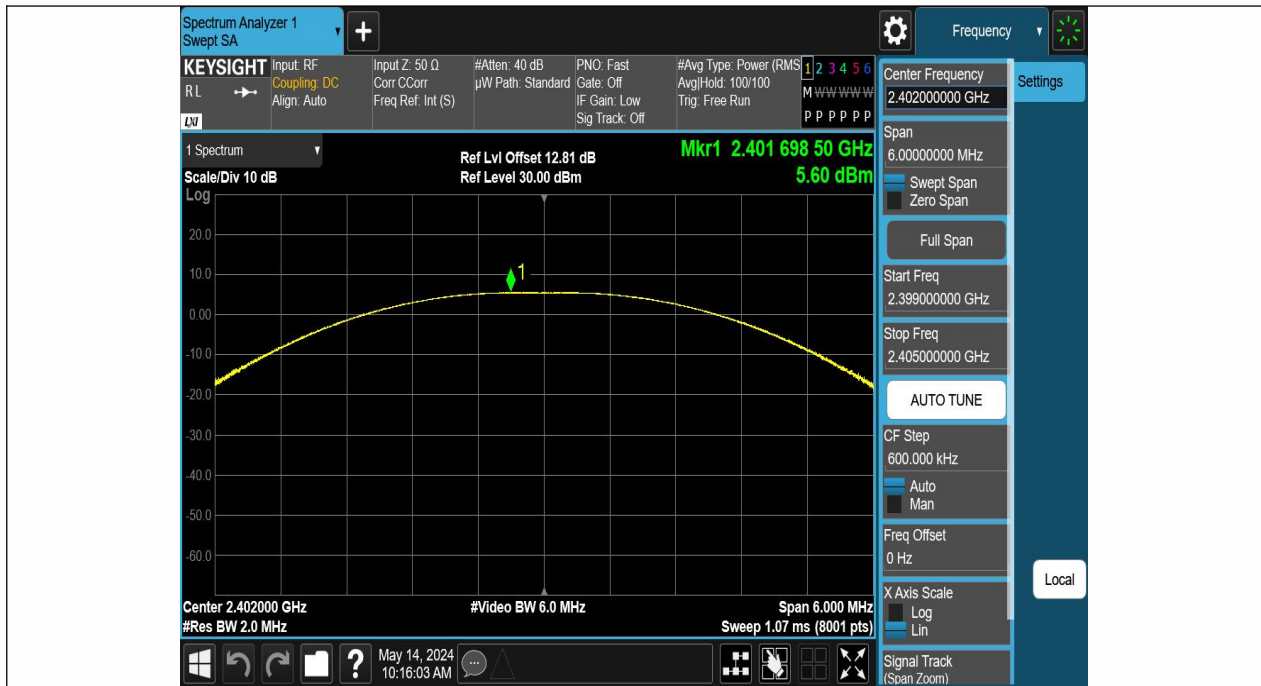 Spectrum Analyzer 1
Swept SA
+
Frequency
KEYSIGHT
RL
LXI
Input: RF
Coupling: DC
Align: Auto
Input Z: 50 Ω
Corr CCorr
Freq Ref: Int (S)
#Atten: 40 dB
µW Path: Standard
PNO: Fast
Gate: Off
IF Gain: Low
Sig Track: Off
#Avg Type: Power (RMS
Avg|Hold: 100/100
Trig: Free Run
1 2 3 4 5 6
M W W W W W
P P P P P P
1 Spectrum
Scale/Div 10 dB
Log
Ref Lvl Offset 12.81 dB
Ref Level 30.00 dBm
Mkr1 2.401 698 50 GHz
5.60 dBm
20.0
10.0
0.00
-10.0
-20.0
-30.0
-40.0
-50.0
-60.0
1
Center 2.402000 GHz
#Res BW 2.0 MHz
#Video BW 6.0 MHz
Span 6.000 MHz
Sweep 1.07 ms (8001 pts)
?
May 14, 2024
10:16:03 AM
Center Frequency
2.402000000 GHz
Settings
Span
6.00000000 MHz
Swept Span
Zero Span
Full Span
Start Freq
2.399000000 GHz
Stop Freq
2.405000000 GHz
AUTO TUNE
CF Step
600.000 kHz
Auto
Man
Freq Offset
0 Hz
Local
X Axis Scale
Log
Lin
Signal Track
(Span Zoom)